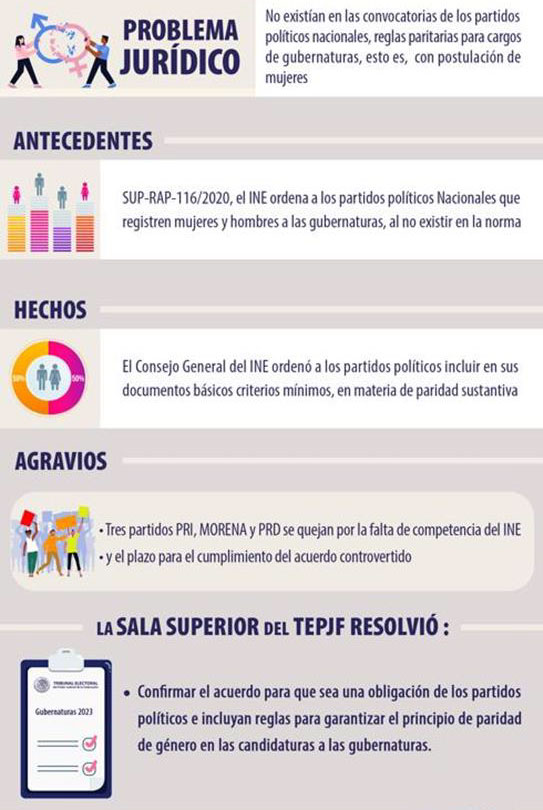 PROBLEMA
JURÍDICO
No existían en las convocatorias de los partidos
políticos nacionales, reglas paritarias para cargos
de gubernaturas, esto es, con postulación de
mujeres
ANTECEDENTES
SUP-RAP-116/2020, el INE ordena a los partidos políticos Nacionales que
registren mujeres y hombres a las gubernaturas, al no existir en la norma
HECHOS
50%
50%
El Consejo General del INE ordenó a los partidos políticos incluir en sus
documentos básicos criterios mínimos, en materia de paridad sustantiva
AGRAVIOS
• Tres partidos PRI, MORENA y PRD se quejan por la falta de competencia del INE
• y el plazo para el cumplimiento del acuerdo controvertido
LA SALA SUPERIOR DEL TEPJF RESOLVIÓ :
TRIBUNAL ELECTORAL
Gubernaturas 2023
• Confirmar el acuerdo para que sea una obligación de los partidos
políticos e incluyan reglas para garantizar el principio de paridad
de género en las candidaturas a las gubernaturas.